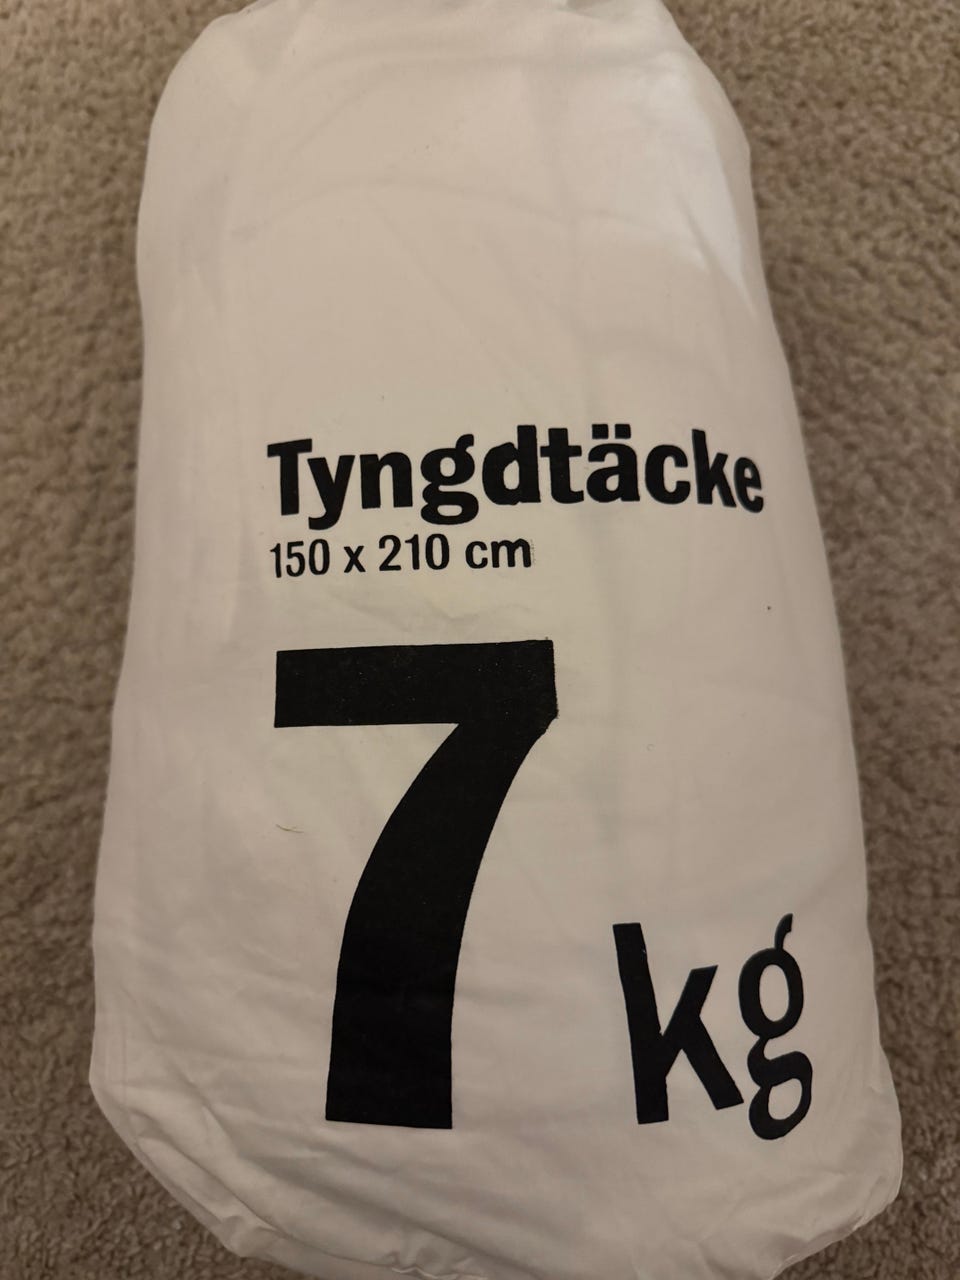 Tyngdtäcke
150 x 210 cm
7 kg